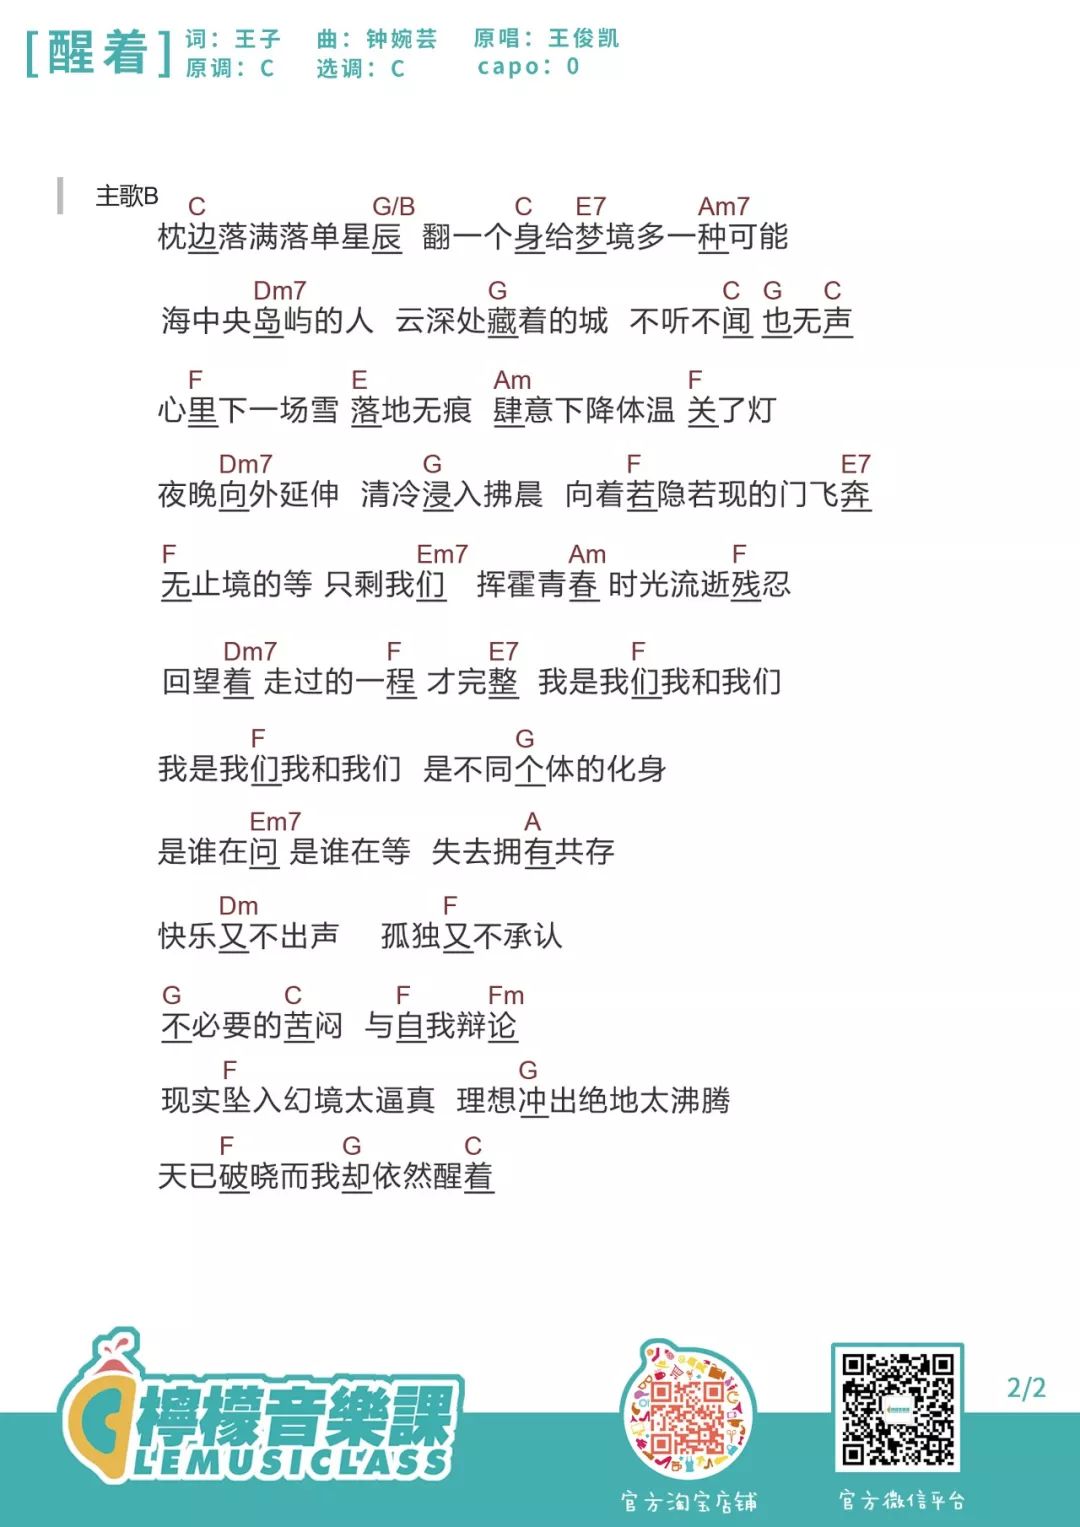 [醒着] 词：王子 曲：钟婉芸 原唱：王俊凯
原调：C 选调：C capo：0
主歌B
C G/B C E7 Am7
枕边落满落单星辰 翻一个身给梦境多一种可能
Dm7 G C G C
海中央岛屿的人 云深处藏着的城 不听不闻 也无声
F E Am F
心里下一场雪 落地无痕 肆意下降体温 关了灯
Dm7 G F E7
夜晚向外延伸 清冷浸入拂晨 向着若隐若现的门飞奔
F Em7 Am F
无止境的等 只剩我们 挥霍青春 时光流逝残忍
Dm7 F E7 F
回望着 走过的一程 才完整 我是我们我和我们
F G
我是我们我和我们 是不同个体的化身
Em7 A
是谁在问 是谁在等 失去拥有共存
Dm F
快乐又不出声 孤独又不承认
G C F Fm
不必要的苦闷 与自我辩论
F G
现实坠入幻境太逼真 理想冲出绝地太沸腾
F G C
天已破晓而我却依然醒着
檸檬音樂課
LEMUSICLASS
官方淘宝店铺
官方微信平台
2/2